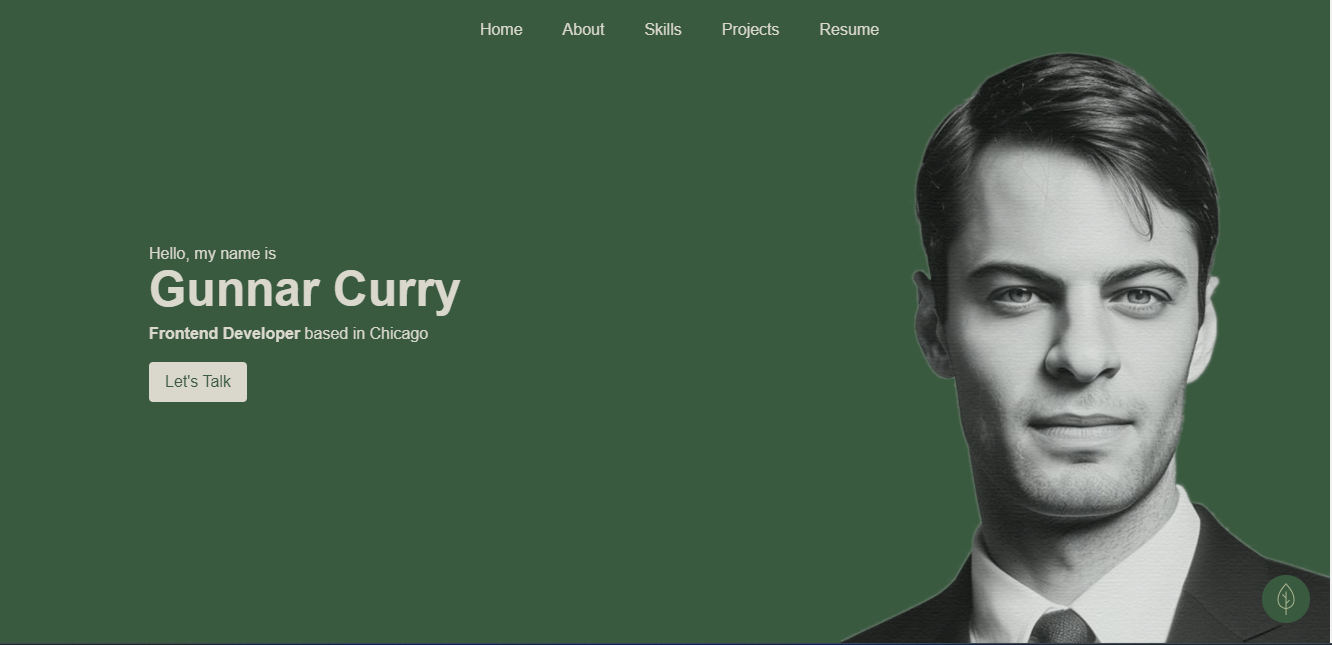 Home About Skills Projects Resume
Hello, my name is
Gunnar Curry
Frontend Developer based in Chicago
Let's Talk